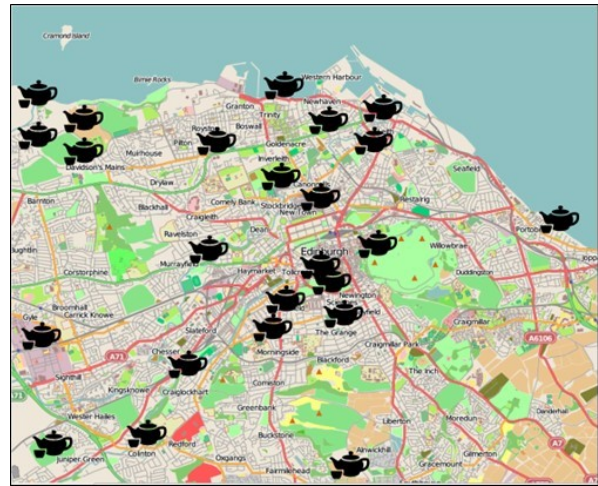 Cramond Island
Birnie Rocks
Western Harbour
Granton
Newhaven
Trinity
Royston
Boswall
Pilton
Goldenacre
Muirhouse
Davidson's Mains
Inverleith
Seafield
Drylaw
Barnton
Blackhall
Comely Bank
Stockbridge
Restalrig
New Town
Craigleith
Dean
Ravelston
Edinburgh
Willowbrae
Murrayfield
Corstorphine
Haymarket
Duddingston
Newington
Broomhall
Gyle
Carrick Knowe
Slateford
The Grange
Craigmillar
A6106
Chesser
A71
Morningside
Craigmillar Park
Blackford
Sighthill
Kingsknowe
Craiglockhart
Comiston
The Inch
A71
Wester Hailes
Greenbank
Liberton
Moredun
Danderhall
Colinton
Redford
Buckstone
A7
Juniper Green
Oxgangs
Alnwickhill
Gilmerton
Fairmilehead
Gracemount